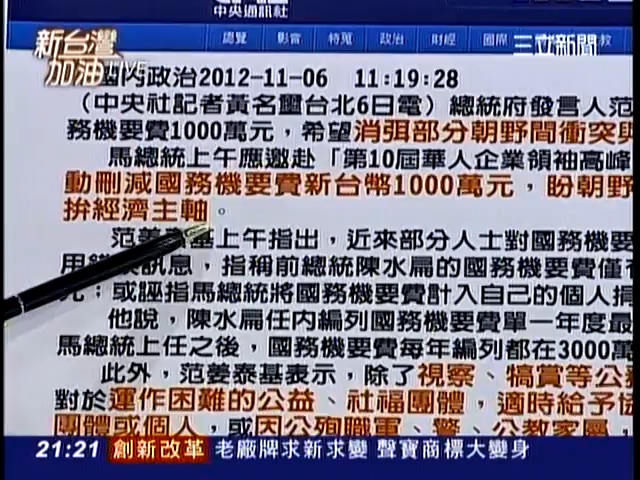 中央通訊社
總覽 影音 特蒐 政治 財經 國際
新台灣加油 LIVE
三立新聞
國內政治2012-11-06 11:19:28
(中央社記者黃名璽台北6日電)總統府發言人范
務機要費1000萬元,希望消弭部分朝野間衝突與
馬總統上午應邀赴「第10屆華人企業領袖高峰
動刪減國務機要費新台幣1000萬元,盼朝野
拚經濟主軸。
范姜泰基上午指出,近來部分人士對國務機要
訊息,指稱前總統陳水扁的國務機要費僅有
元;或誣指馬總統將國務機要費計入自己的個人捐
他說,陳水扁任內編列國務機要費單一年度最
馬總統上任之後,國務機要費每年編列都在3000萬
此外,范姜泰基表示,除了視察、犒賞等公務
對於運作困難的公益、社福團體,適時給予協
團體或個人,或因公殉職軍、警、公教家屬,
21:21 創新改革 老廠牌求新求變 聲寶商標大變身